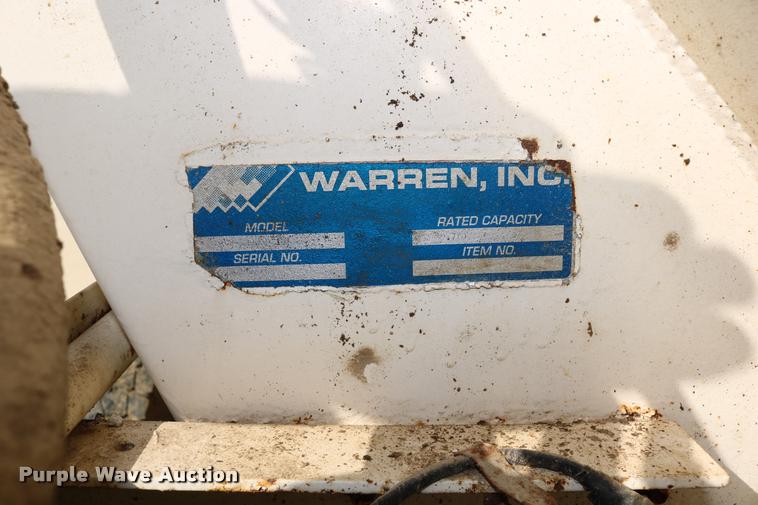 WARREN, INC.
MODEL
RATED CAPACITY
SERIAL NO.
ITEM NO.
Purple Wave Auction